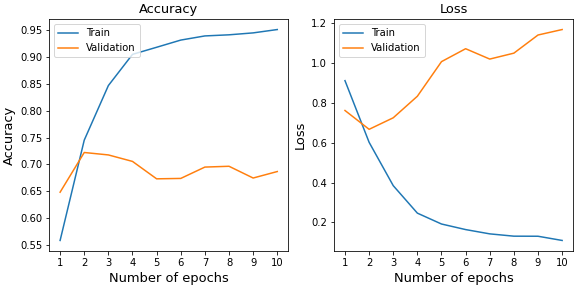 Accuracy
Train
Validation
0.95
0.90
0.85
0.80
0.75
0.70
0.65
0.60
0.55
Accuracy
1 2 3 4 5 6 7 8 9 10
Number of epochs
Loss
Train
Validation
1.2
1.0
0.8
0.6
0.4
0.2
Loss
1 2 3 4 5 6 7 8 9 10
Number of epochs